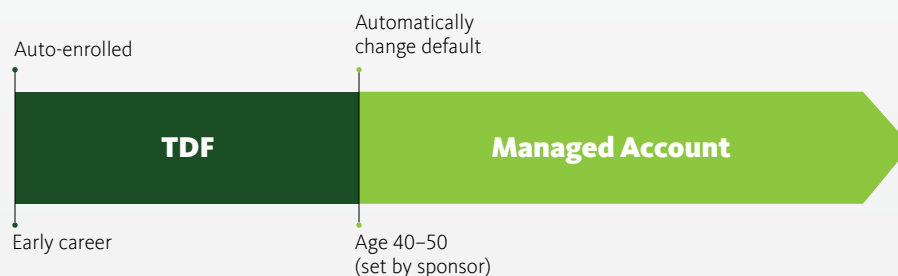 Auto-enrolled
Automatically
change default
TDF
Managed Account
Early career
Age 40–50
(set by sponsor)